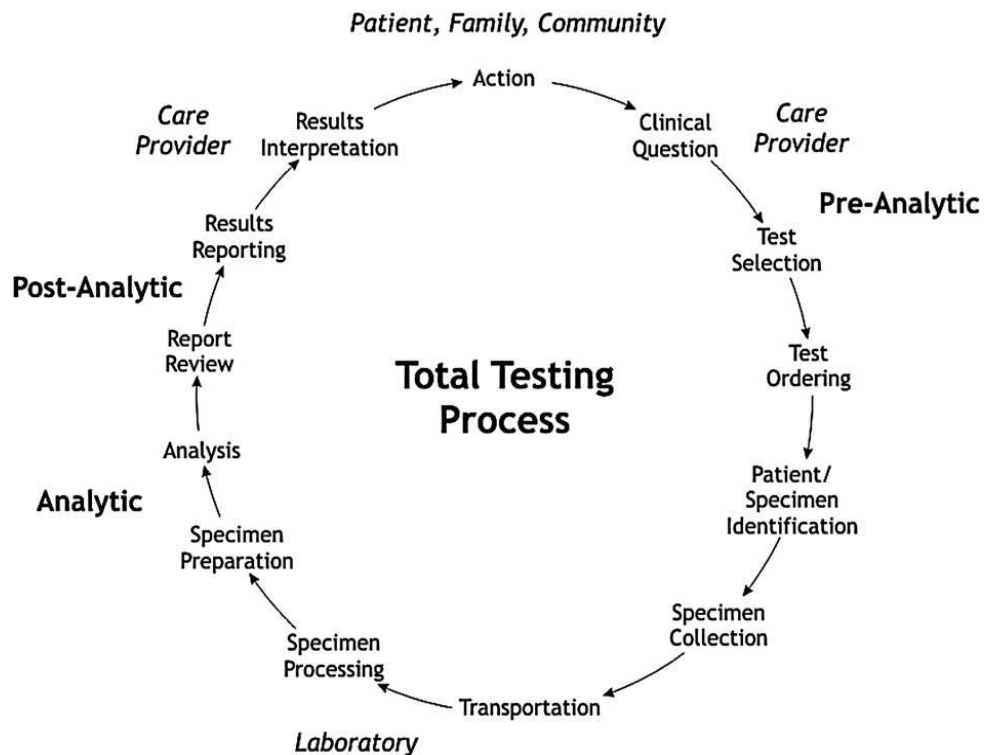 Patient, Family, Community
Action
Care
Provider
Results
Interpretation
Clinical
Question
Care
Provider
Pre-Analytic
Results
Reporting
Test
Selection
Post-Analytic
Report
Review
Test
Ordering
Total Testing
Process
Analysis
Analytic
Patient/
Specimen
Identification
Specimen
Preparation
Specimen
Collection
Specimen
Processing
Transportation
Laboratory